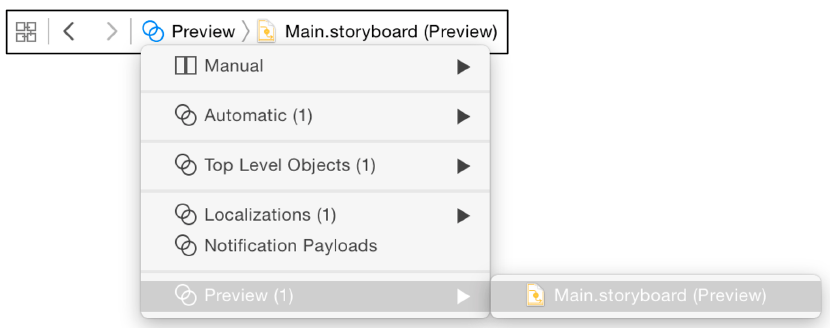 Preview Main.storyboard (Preview)
Manual
Automatic (1)
Top Level Objects (1)
Localizations (1)
Notification Payloads
Preview (1) Main.storyboard (Preview)